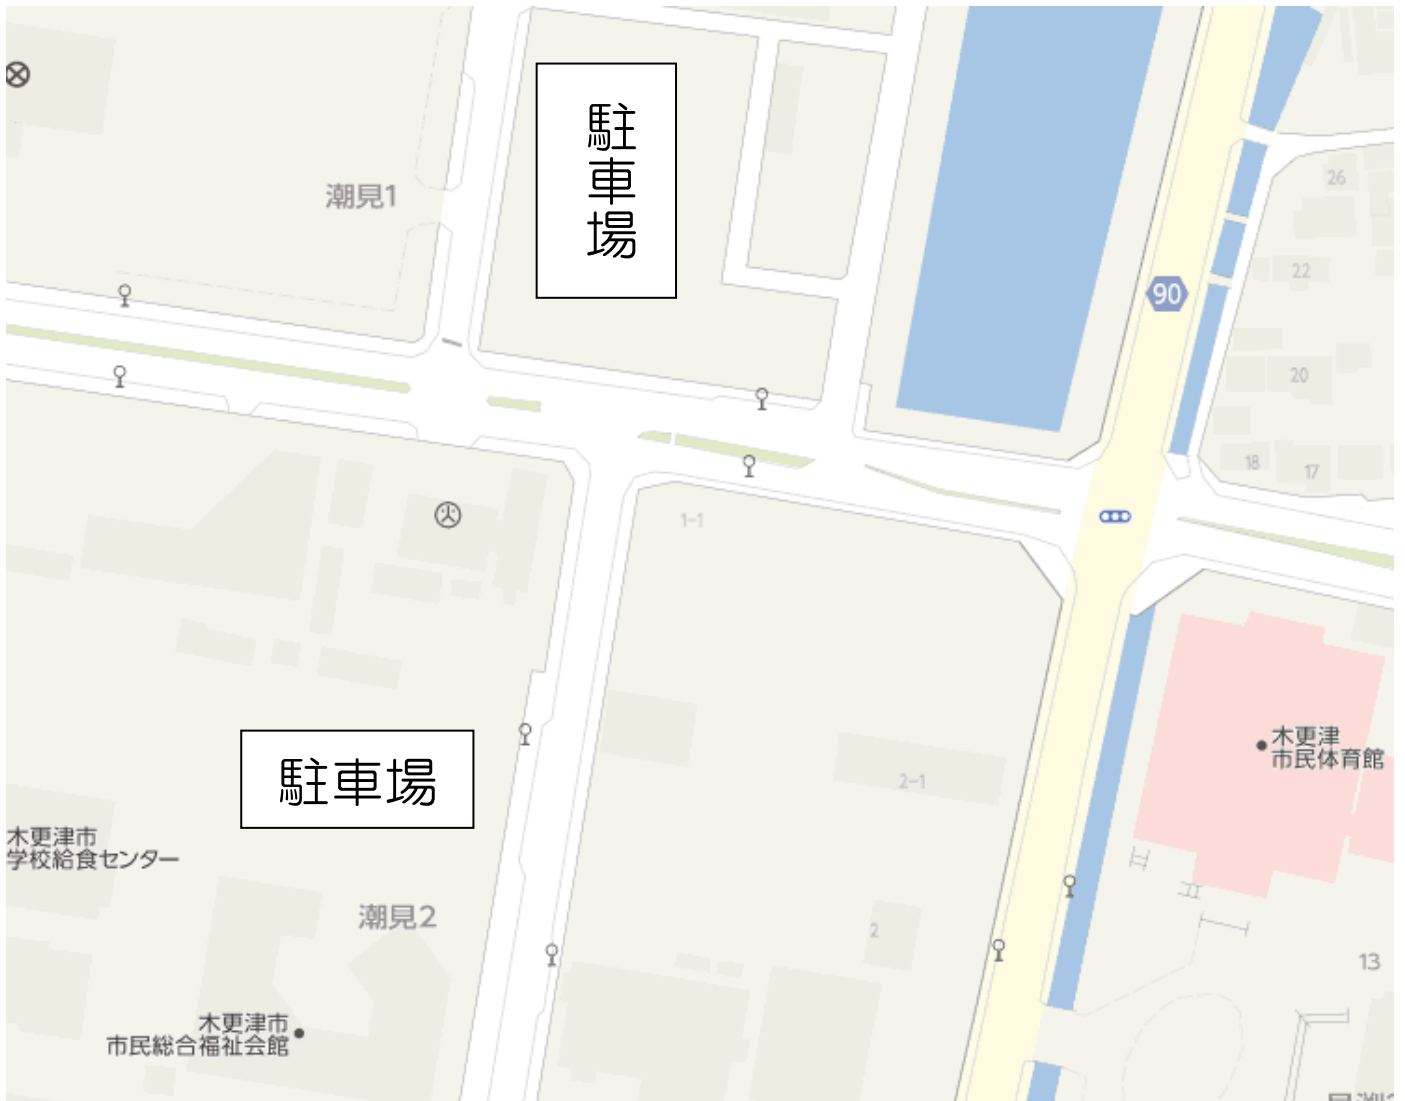 駐車場
潮見1
26
22
90
20
18
17
1-1
木更津
市民体育館
2-1
駐車場
木更津市
学校給食センター
潮見2
2
13
木更津市
市民総合福祉会館